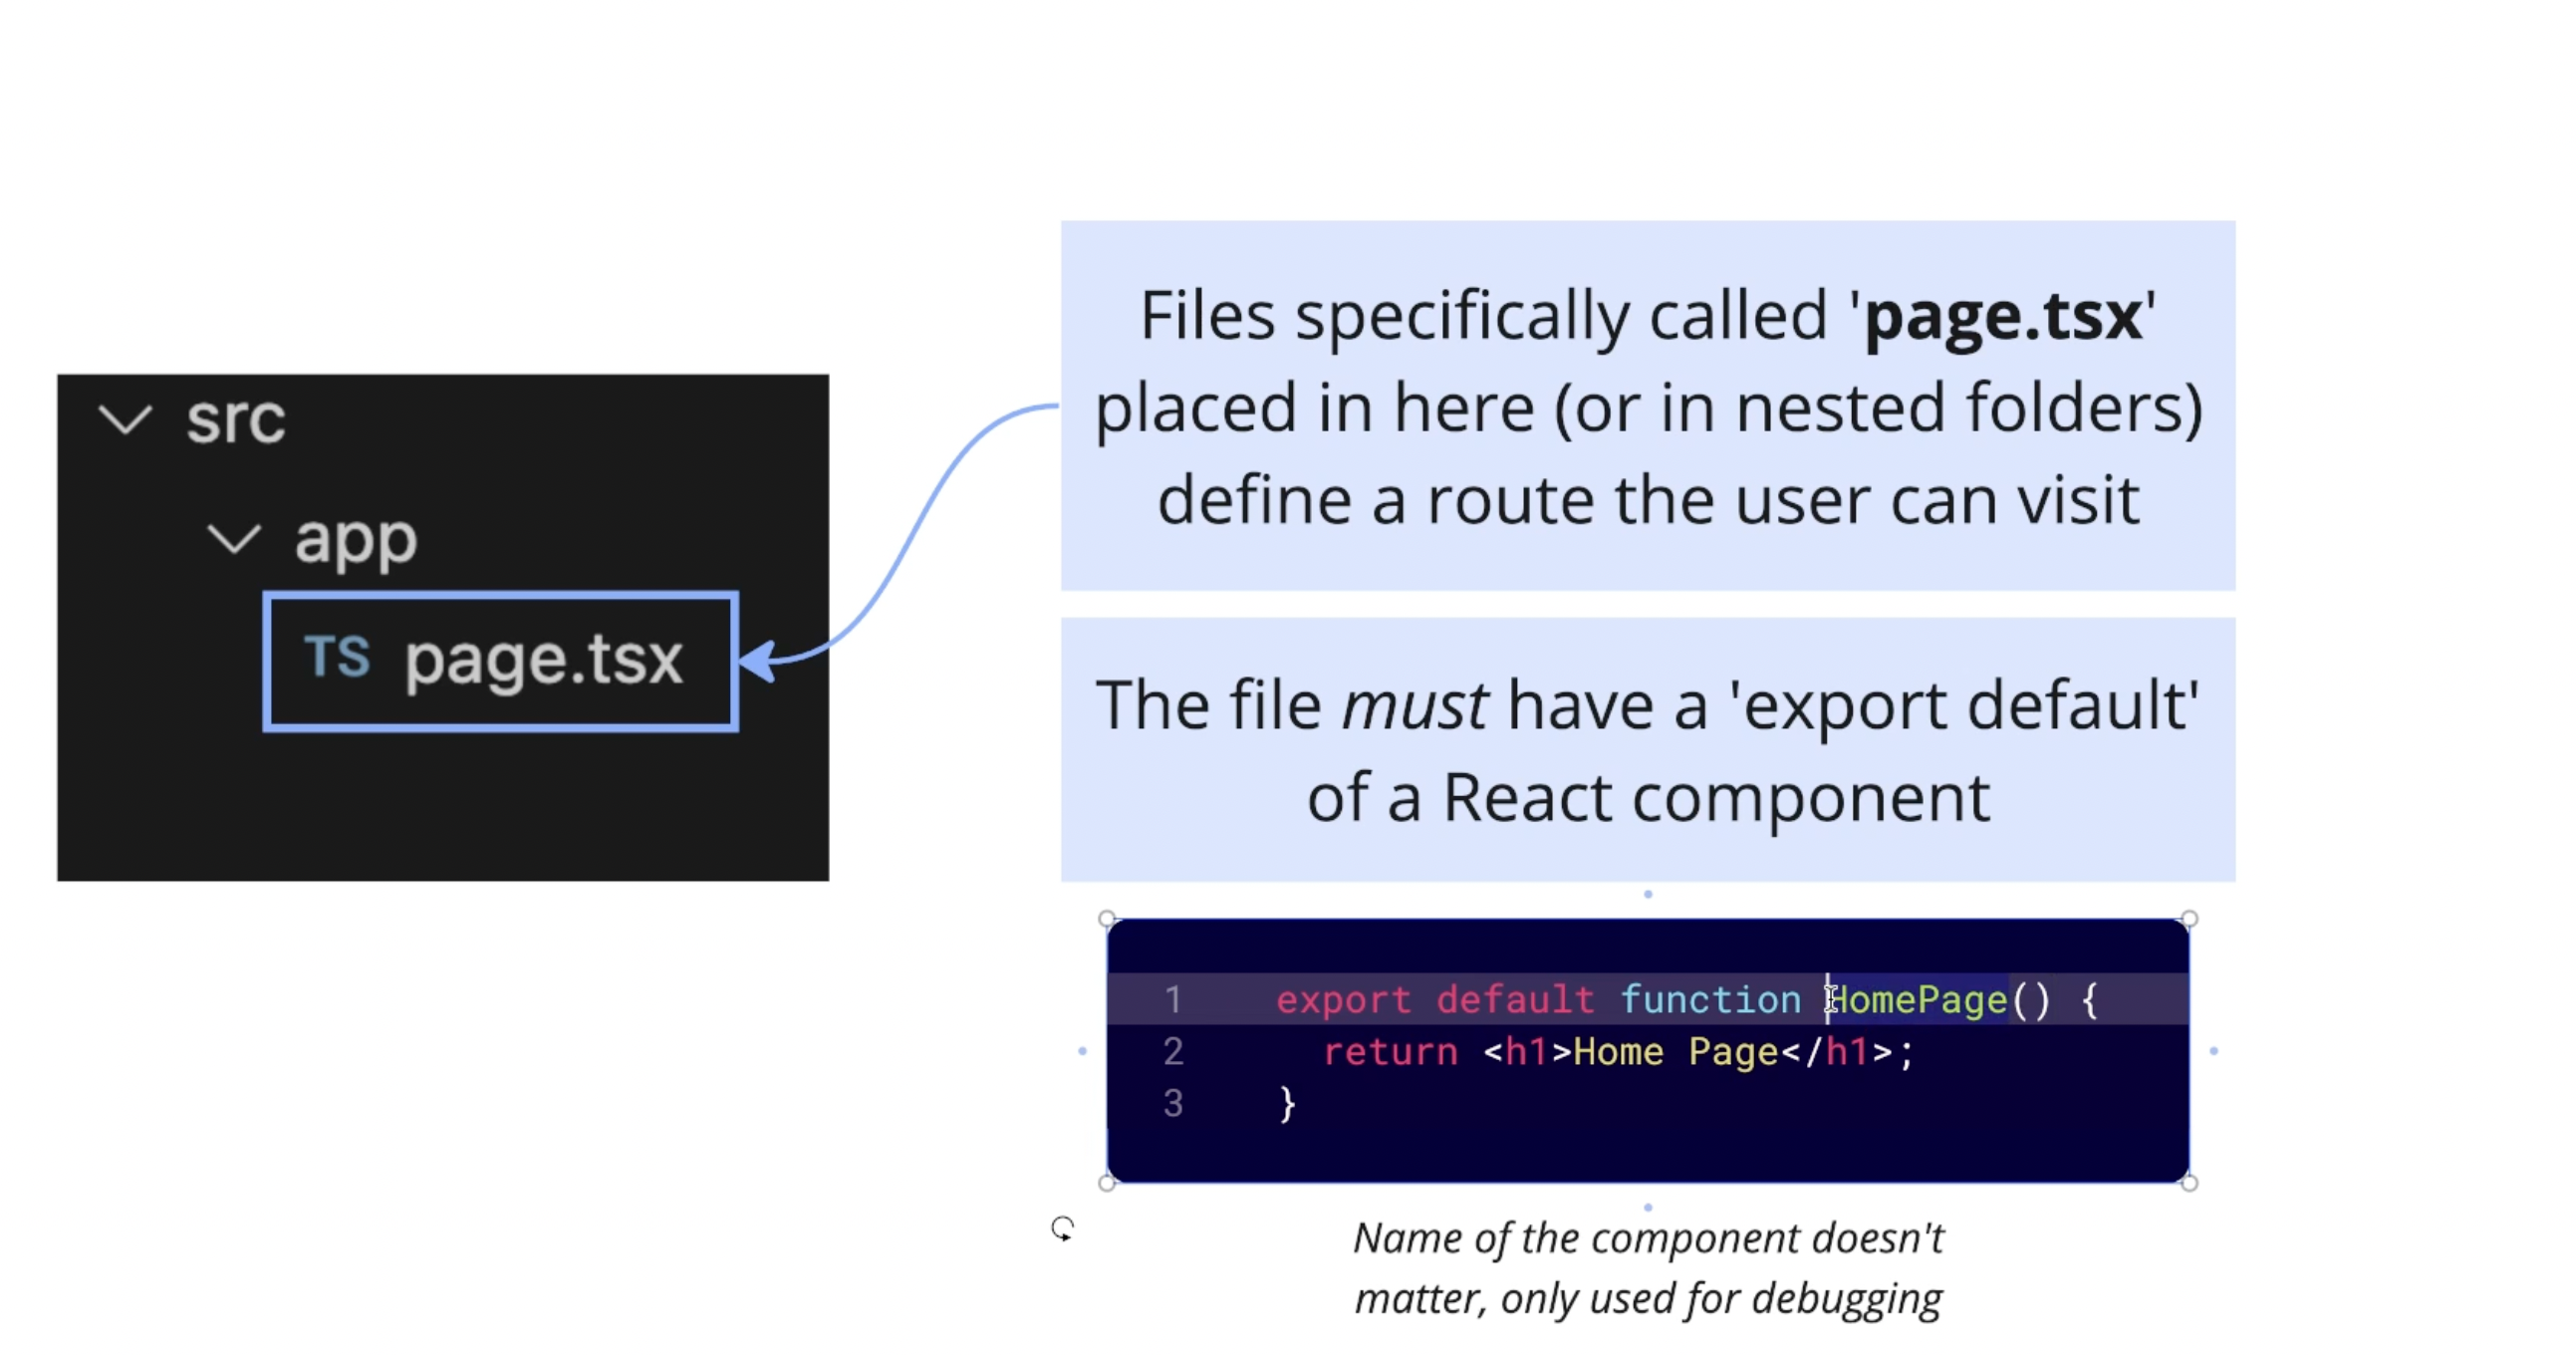 src
app
TS page.tsx
Files specifically called 'page.tsx'
placed in here (or in nested folders)
define a route the user can visit
The file must have a 'export default'
of a React component
1 export default function HomePage() {
2 return <h1>Home Page</h1>;
3 }
Name of the component doesn't
matter, only used for debugging